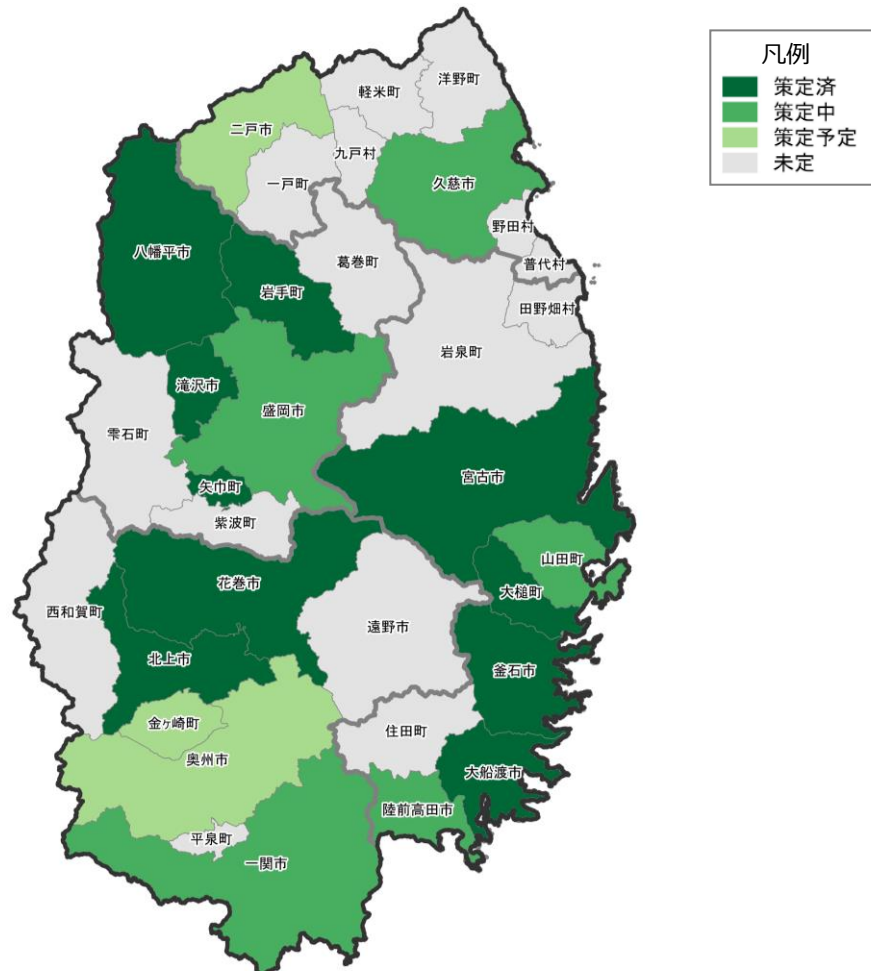 凡例
策定済
策定中
策定予定
未定
洋野町
軽米町
二戸市
九戸村
一戸町
久慈市
野田村
八幡平市
葛巻町
普代村
岩手町
田野畑村
岩泉町
滝沢市
盛岡市
雫石町
宮古市
矢巾町
紫波町
山田町
花巻市
大槌町
西和賀町
遠野市
北上市
釜石市
金ヶ崎町
住田町
奥州市
大船渡市
陸前高田市
平泉町
一関市